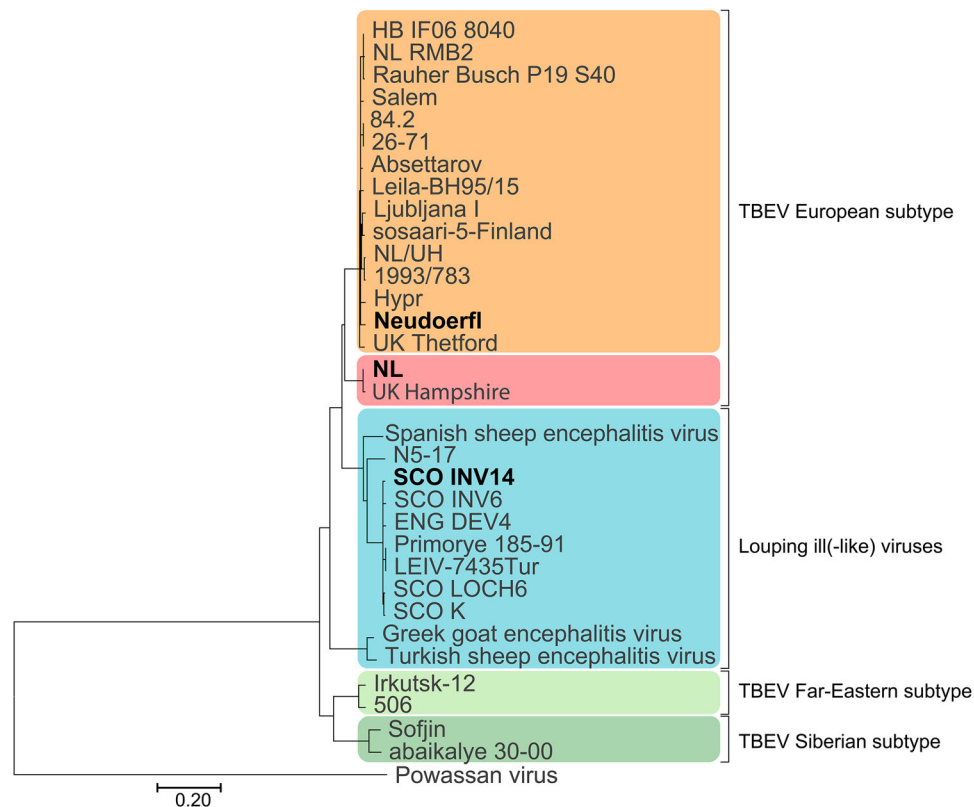 HB IF06 8040
NL RMB2
Rauher Busch P19 S40
Salem
84.2
26-71
Absettarov
Leila-BH95/15
Ljubljana I
sosaari-5-Finland
NL/UH
1993/783
Hypr
Neudoerfl
UK Thetford
TBEV European subtype
NL
UK Hampshire
Spanish sheep encephalitis virus
N5-17
SCO INV14
SCO INV6
ENG DEV4
Primorye 185-91
LEIV-7435Tur
SCO LOCH6
SCO K
Greek goat encephalitis virus
Turkish sheep encephalitis virus
Louping ill(-like) viruses
Irkutsk-12
506
TBEV Far-Eastern subtype
Sofjin
abaikalye 30-00
TBEV Siberian subtype
Powassan virus
0.20